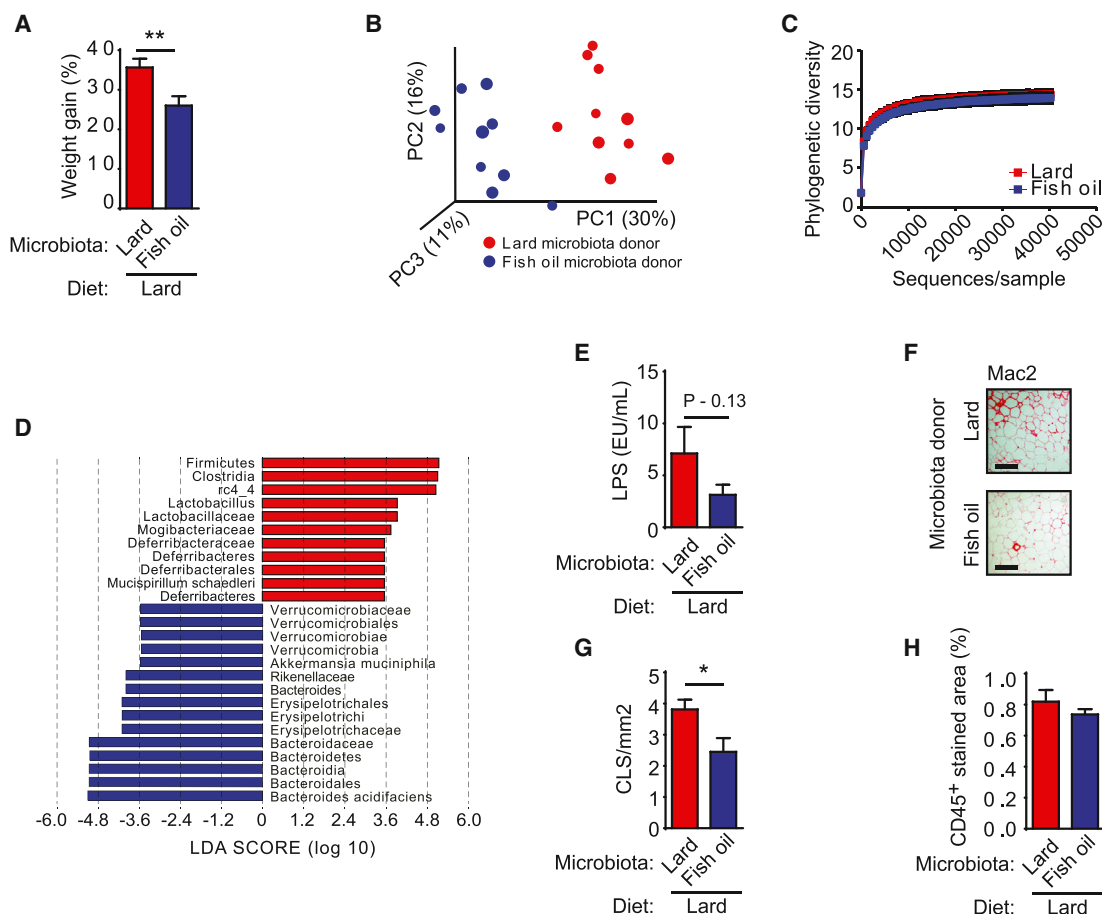 A
**
Weight gain (%)
40
30
20
10
0
Microbiota:
Lard
Fish oil
Diet:
Lard
B
PC2 (16%)
PC1 (30%)
PC3 (11%)
Lard microbiota donor
Fish oil microbiota donor
C
Phylogenetic diversity
20
15
10
5
0
Lard
Fish oil
0
10000
20000
30000
40000
50000
Sequences/sample
D
Firmicutes
Clostridia
rc4_4
Lactobacillus
Lactobacillaceae
Mogibacteriaceae
Deferribacteraceae
Deferribacteres
Deferribacterales
Mucispirillum schaedleri
Deferribacteres
Verrucomicrobiaceae
Verrucomicrobiales
Verrucomicrobiae
Verrucomicrobia
Akkermansia muciniphila
Rikenellaceae
Bacteroides
Erysipelotrichales
Erysipelotrichi
Erysipelotrichaceae
Bacteroidaceae
Bacteroidetes
Bacteroidia
Bacteroidales
Bacteroides acidifaciens
-6.0 -4.8 -3.6 -2.4 -1.2 0 1.2 2.4 3.6 4.8 6.0
LDA SCORE (log 10)
E
LPS (EU/mL)
15
10
5
0
P - 0.13
Microbiota:
Lard
Fish oil
Diet:
Lard
F
Mac2
Microbiota donor
Lard
Fish oil
G
CLS/mm2
5
4
3
2
1
0
*
Microbiota:
Lard
Fish oil
Diet:
Lard
H
CD45+ stained area (%)
1.0
0.8
0.6
0.4
0.2
0.0
Microbiota:
Lard
Fish oil
Diet:
Lard